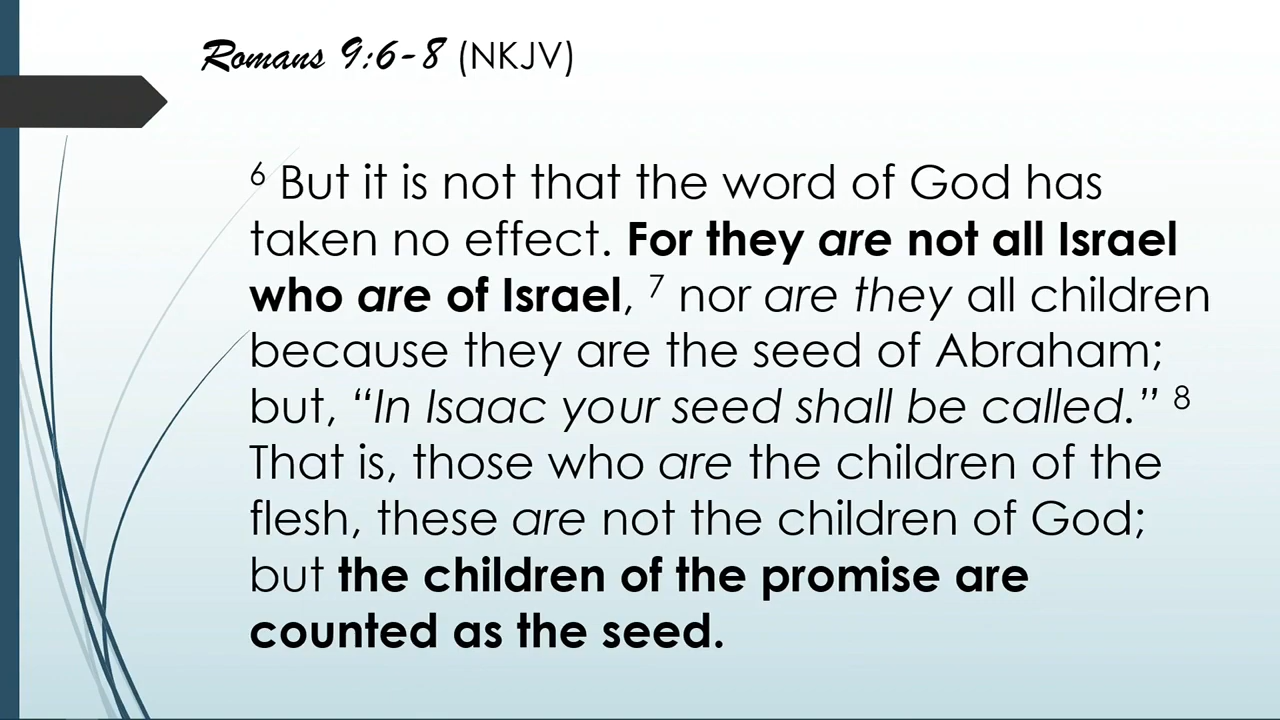 Romans 9:6-8 (NKJV)
6 But it is not that the word of God has
taken no effect. For they are not all Israel
who are of Israel, 7 nor are they all children
because they are the seed of Abraham;
but, “In Isaac your seed shall be called.” 8
That is, those who are the children of the
flesh, these are not the children of God;
but the children of the promise are
counted as the seed.